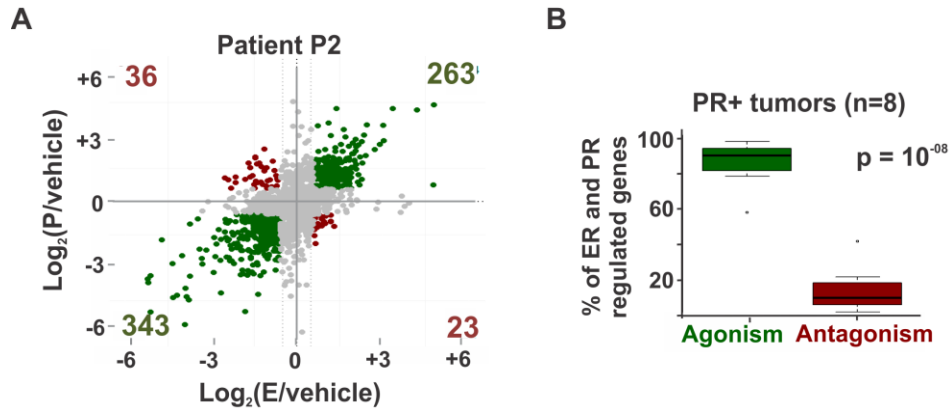 A
Patient P2
+6
36
263
+3
0
-3
-6
343
23
-6
-3
0
+3
+6
Log₂(P/vehicle)
Log₂(E/vehicle)
B
PR+ tumors (n=8)
100
60
20
p = 10⁻⁰⁸
% of ER and PR
regulated genes
Agonism
Antagonism